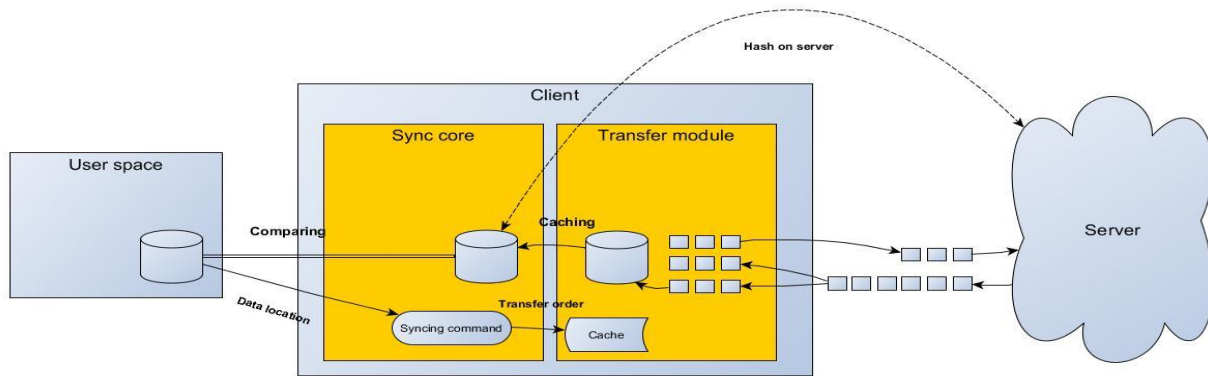 Hash on server
Client
Sync core
Transfer module
User space
Comparing
Caching
Server
Data location
Transfer order
Syncing command
Cache